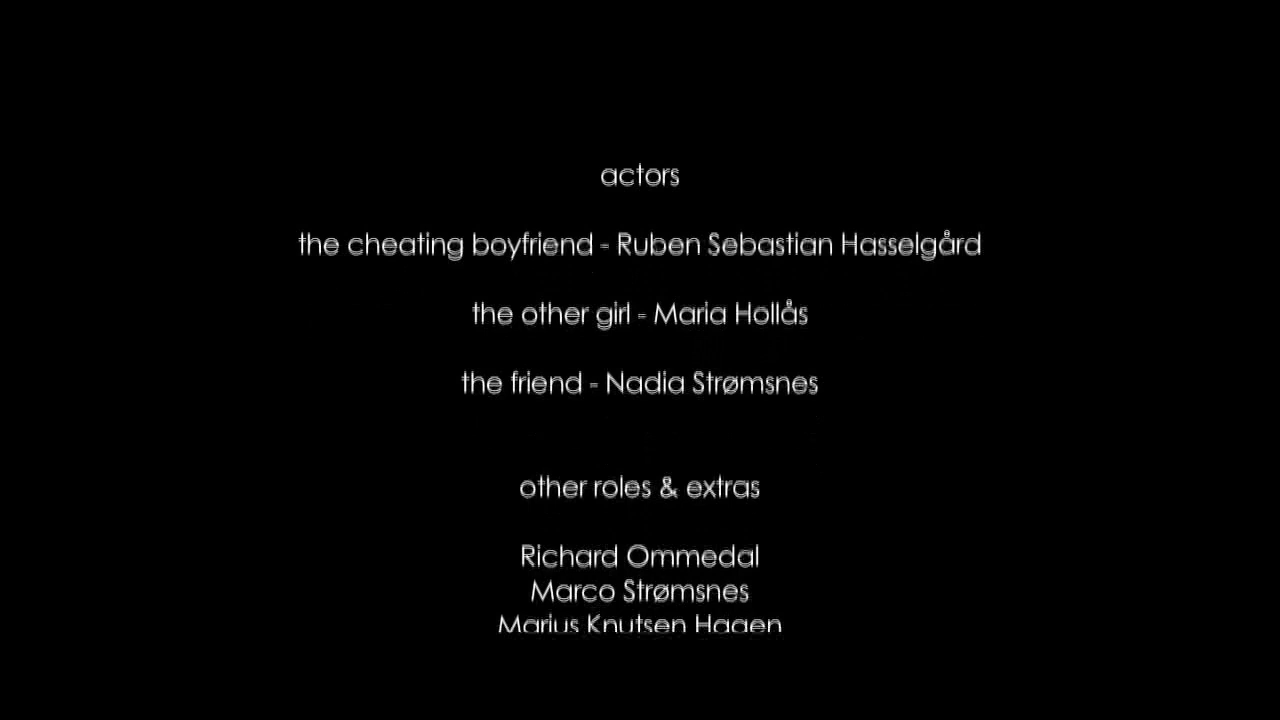 actors
the cheating boyfriend - Ruben Sebastian Hasselgård
the other girl - Maria Hollås
the friend - Nadia Strømsnes
other roles & extras
Richard Ommedal
Marco Strømsnes
Marius Knutsen Hagen